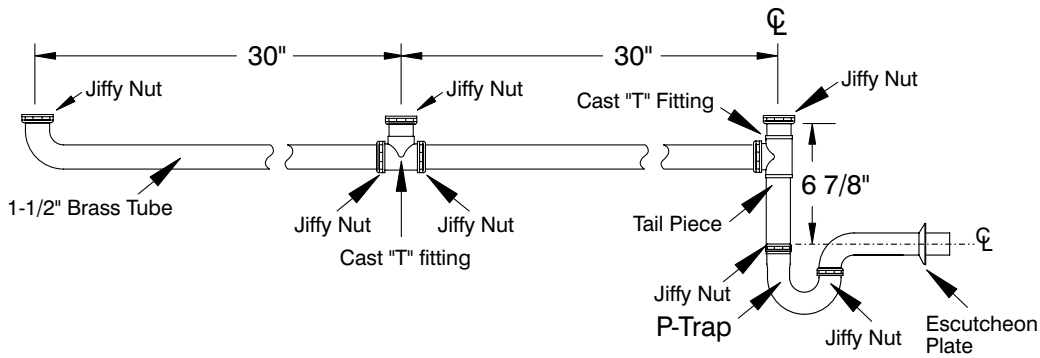 ℄
30"
30"
Jiffy Nut
Jiffy Nut
Jiffy Nut
Cast "T" Fitting
6 7/8"
1-1/2" Brass Tube
Jiffy Nut
Jiffy Nut
Tail Piece
Cast "T" fitting
℄
Jiffy Nut
P-Trap
Jiffy Nut
Escutcheon
Plate